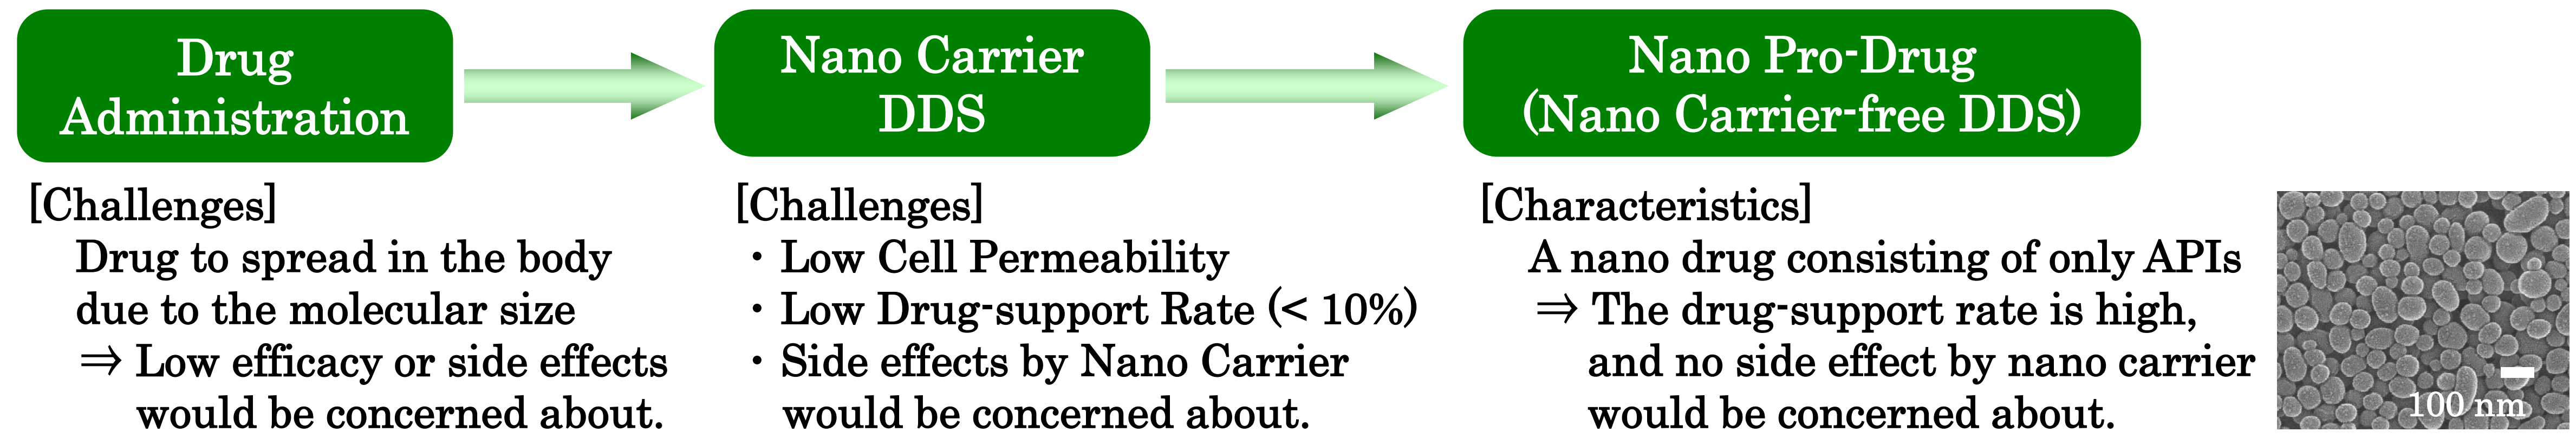 Drug
Administration
Nano Carrier
DDS
Nano Pro-Drug
(Nano Carrier-free DDS)
[Challenges]
Drug to spread in the body
due to the molecular size
⇒ Low efficacy or side effects
would be concerned about.
[Challenges]
・Low Cell Permeability
・Low Drug-support Rate (< 10%)
・Side effects by Nano Carrier
would be concerned about.
[Characteristics]
A nano drug consisting of only APIs
⇒ The drug-support rate is high,
and no side effect by nano carrier
would be concerned about.
100 nm